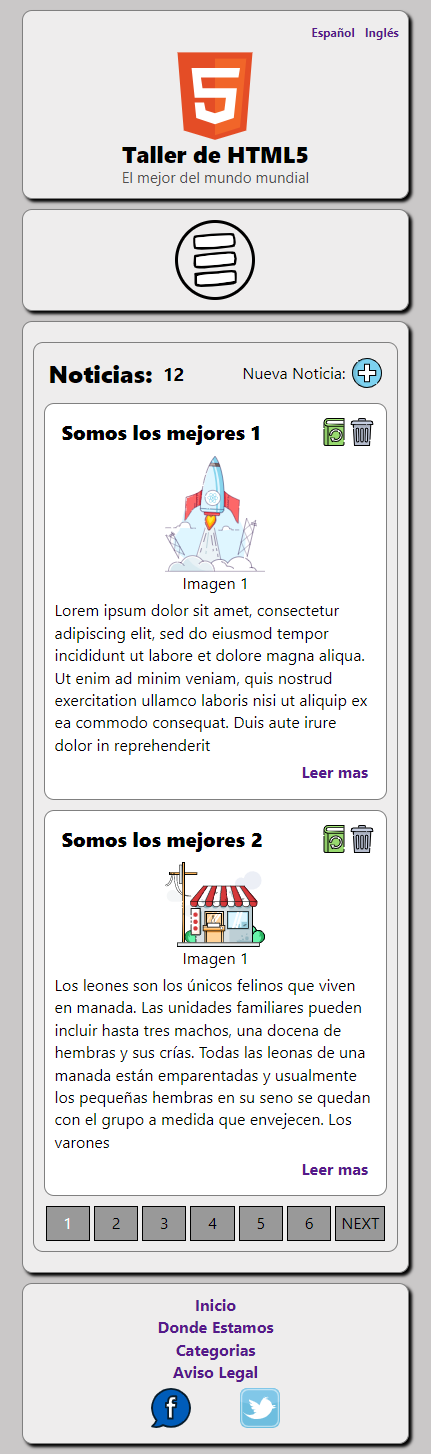 Español Inglés
5
Taller de HTML5
El mejor del mundo mundial
Noticias: 12 Nueva Noticia:
Somos los mejores 1
Imagen 1
Lorem ipsum dolor sit amet, consectetur
adipiscing elit, sed do eiusmod tempor
incididunt ut labore et dolore magna aliqua.
Ut enim ad minim veniam, quis nostrud
exercitation ullamco laboris nisi ut aliquip ex
ea commodo consequat. Duis aute irure
dolor in reprehenderit
Leer mas
Somos los mejores 2
Imagen 1
Los leones son los únicos felinos que viven
en manada. Las unidades familiares pueden
incluir hasta tres machos, una docena de
hembras y sus crías. Todas las leonas de una
manada están emparentadas y usualmente
los pequeñas hembras en su seno se quedan
con el grupo a medida que envejecen. Los
varones
Leer mas
1 2 3 4 5 6 NEXT
Inicio
Donde Estamos
Categorias
Aviso Legal
f